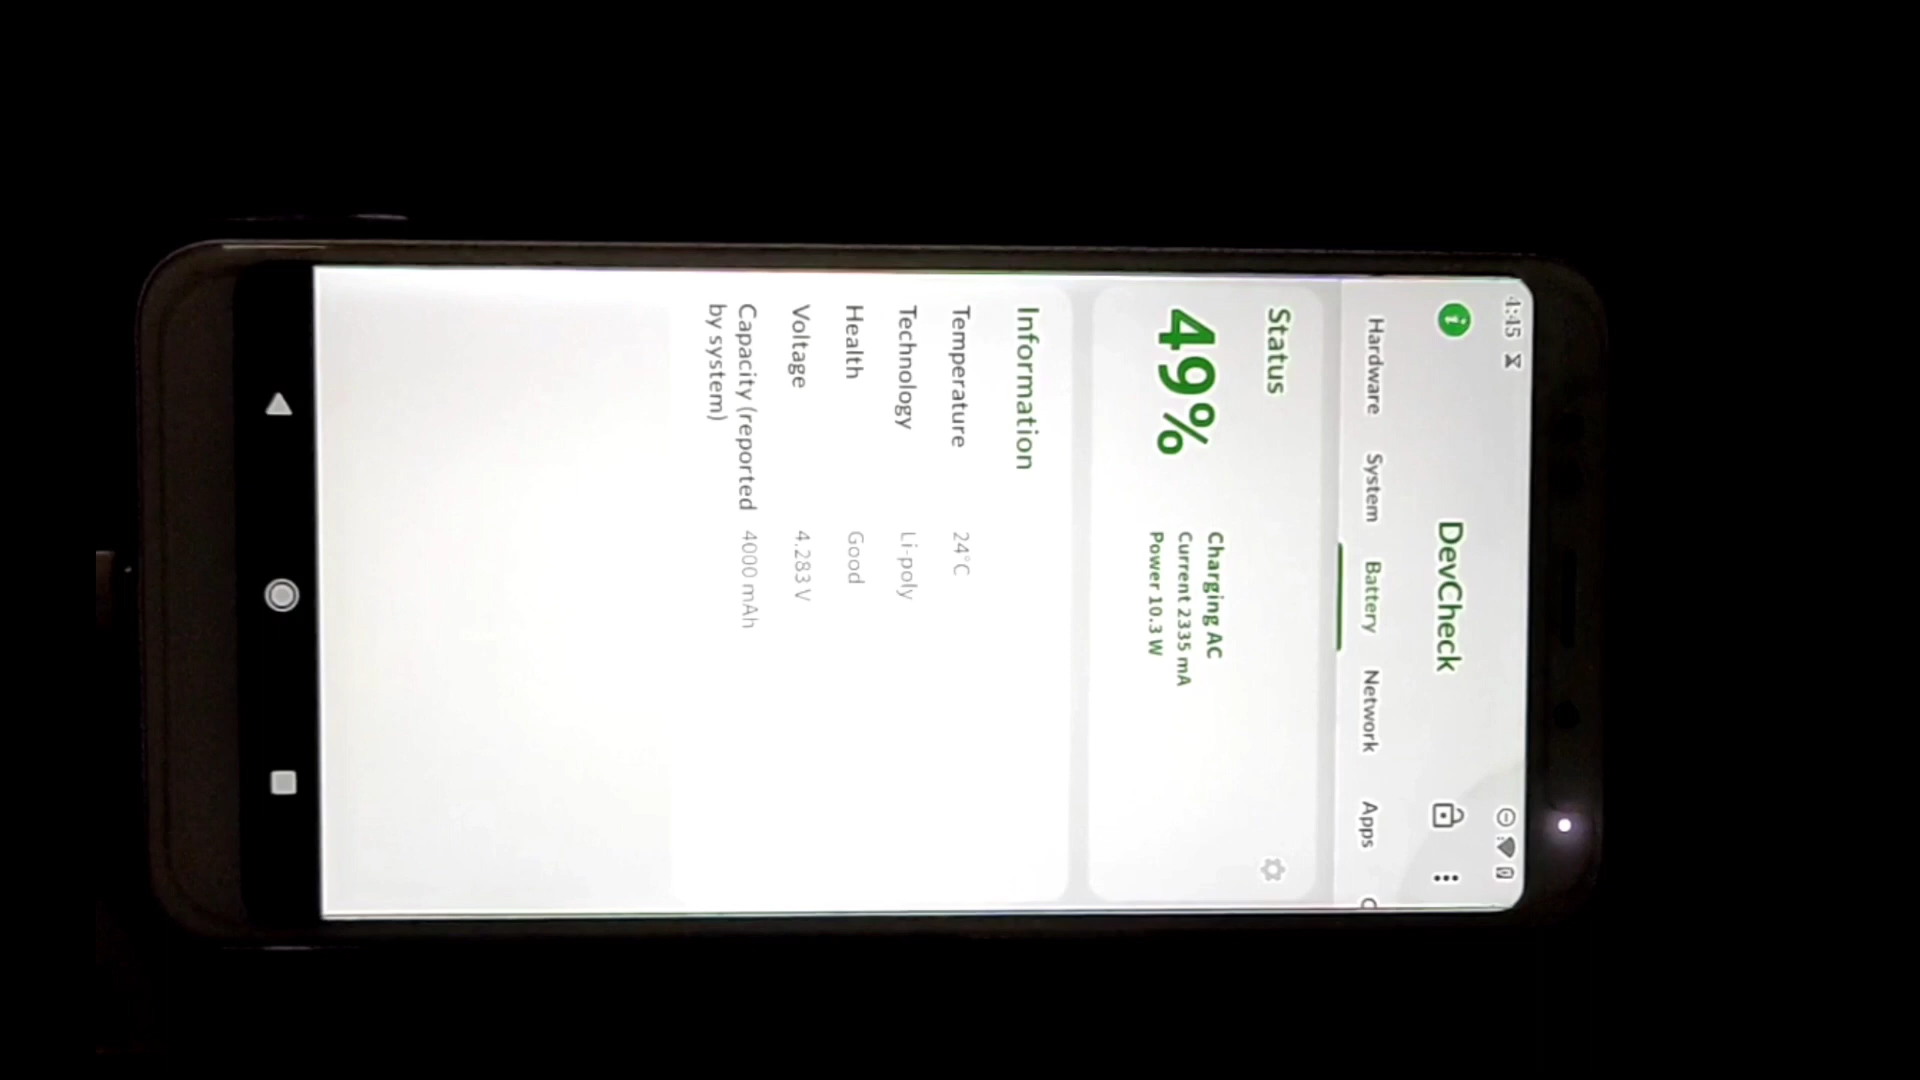 4:45
DevCheck
Hardware System Battery Network Apps C
Status
49%
Charging AC
Current 2335 mA
Power 10.3 W
Information
Temperature 24°C
Technology Li-poly
Health Good
Voltage 4.283 V
Capacity (reported by system) 4000 mAh